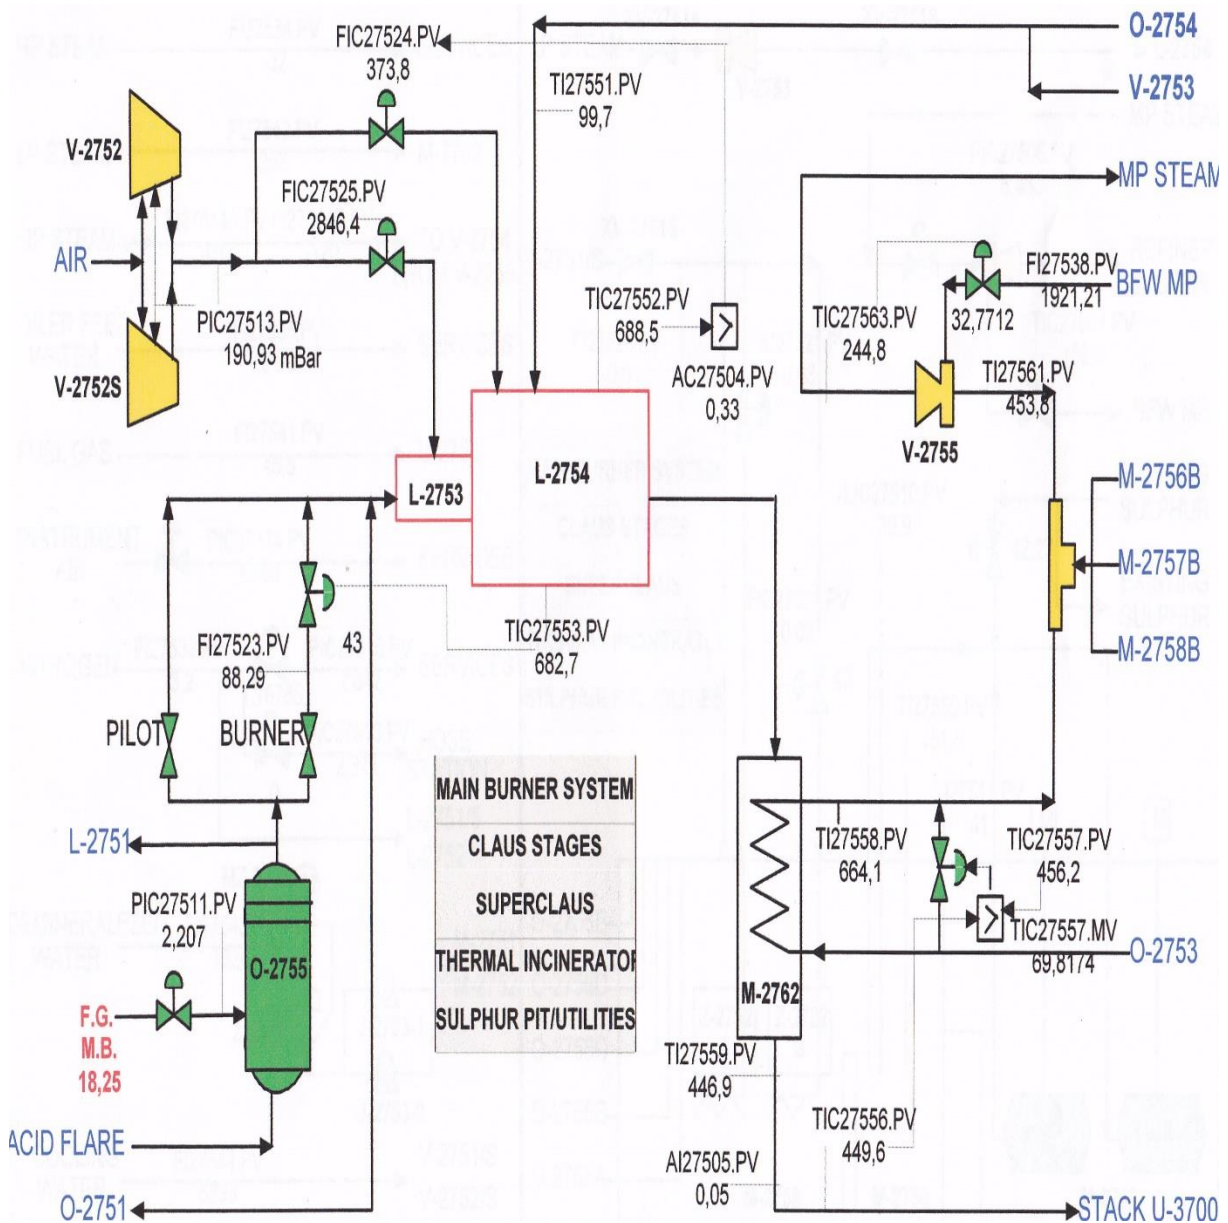 O-2754
FIC27524.PV
373,8
TI27551.PV
99,7
V-2753
V-2752
MP STEAM
FIC27525.PV
2846,4
AIR
FI27538.PV
1921,21
BFW MP
TIC27552.PV
688,5
TIC27563.PV
244,8
32,7712
PIC27513.PV
190,93 mBar
V-2752S
AC27504.PV
0,33
TI27561.PV
453,8
V-2755
L-2753
L-2754
M-2756B
M-2757B
M-2758B
FI27523.PV
88,29
43
TIC27553.PV
682,7
PILOT
BURNER
MAIN BURNER SYSTEM
CLAUS STAGES
SUPERCLAUS
THERMAL INCINERATO
SULPHUR PIT/UTILITIES
L-2751
TI27558.PV
664,1
TIC27557.PV
456,2
PIC27511.PV
2,207
O-2755
TIC27557.MV
69,8174
O-2753
M-2762
F.G.
M.B.
18,25
TI27559.PV
446,9
TIC27556.PV
449,6
ACID FLARE
AI27505.PV
0,05
O-2751
STACK U-3700